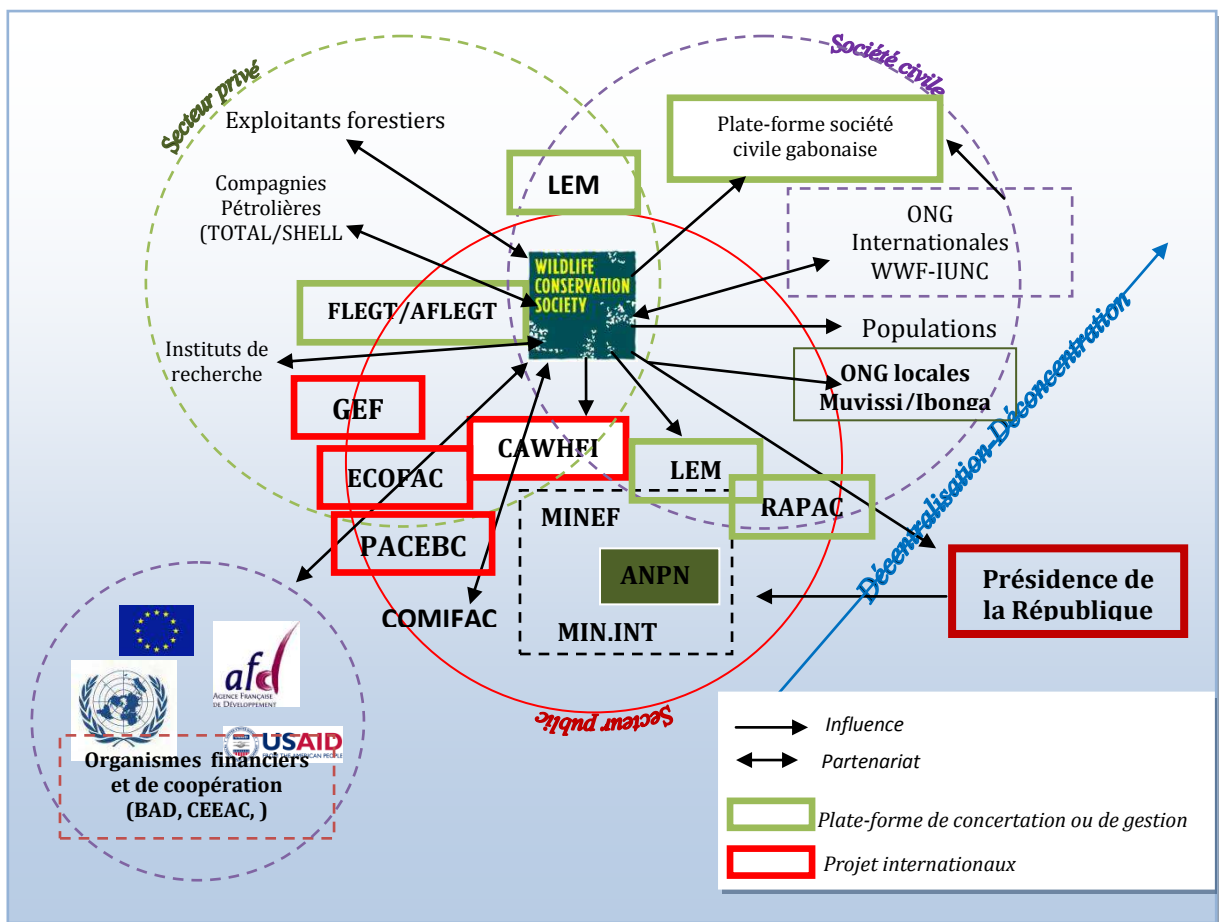 Secteur privé
Société civile
Exploitants forestiers
Plate-forme société
civile gabonaise
LEM
Compagnies
Pétrolières
(TOTAL/SHELL
ONG
Internationales
WWF-IUNC
WILDLIFE
CONSERVATION
SOCIETY
FLEGT/AFLEGT
Populations
Instituts de
recherche
ONG locales
Muvissi/Ibonga
GEF
CAWHFI
ECOFAC
LEM
RAPAC
MINEF
PACEBC
ANPN
Décentralisation-Déconcentration
Présidence de
la République
COMIFAC
MIN.INT
afd
AGENCE FRANÇAISE
DE DÉVELOPPEMENT
Secteur public
USAID
FROM THE AMERICAN PEOPLE
Organismes financiers
et de coopération
(BAD, CEEAC, )
Influence
Partenariat
Plate-forme de concertation ou de gestion
Projet internationaux